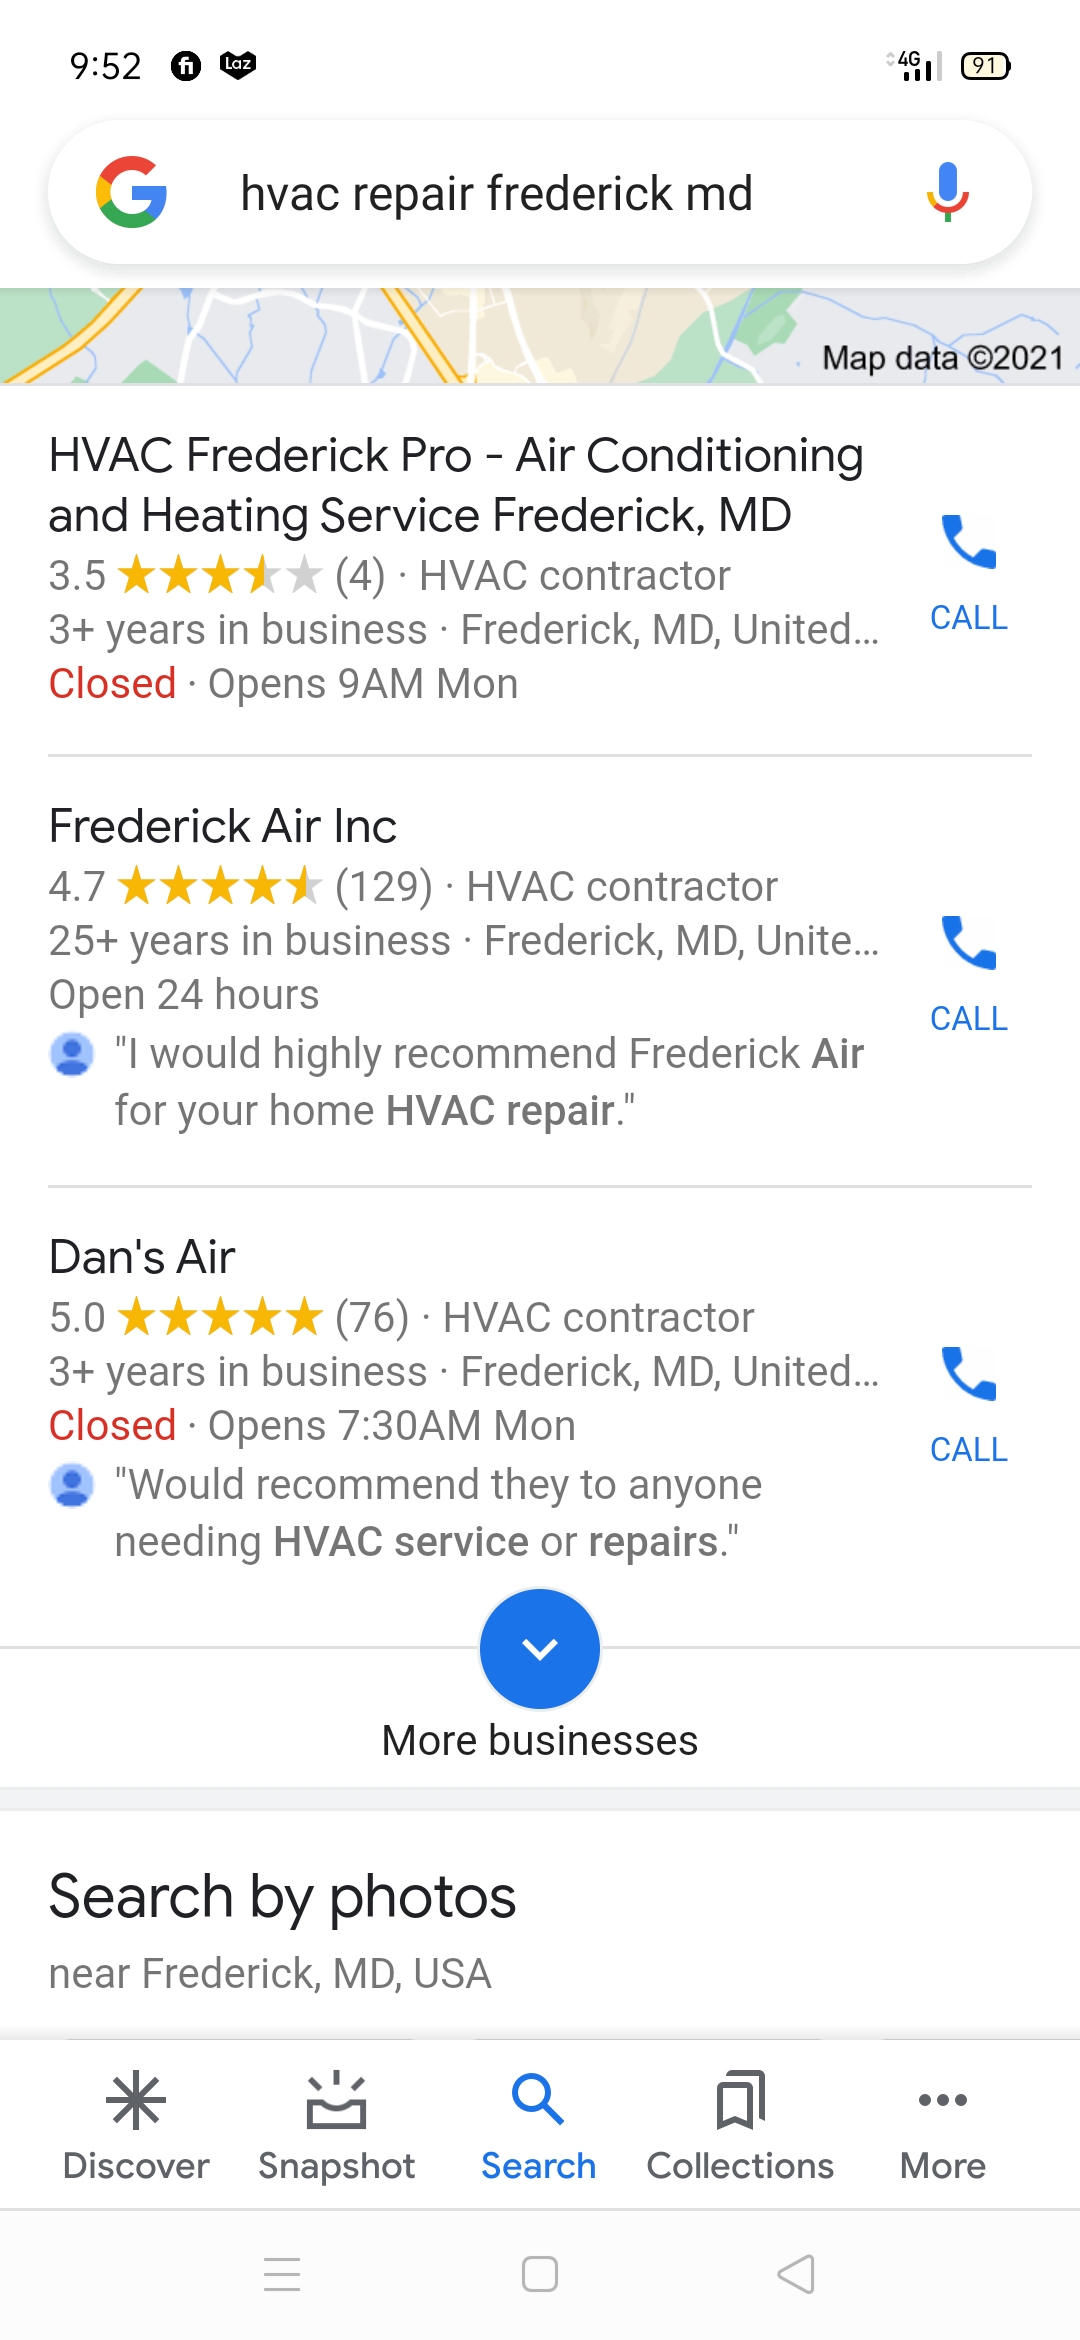 9:52
fi
Laz
4G
91
hvac repair frederick md
Map data ©2021
HVAC Frederick Pro - Air Conditioning
and Heating Service Frederick, MD
3.5 (4) · HVAC contractor
3+ years in business · Frederick, MD, United...
Closed · Opens 9AM Mon
CALL
Frederick Air Inc
4.7 (129) · HVAC contractor
25+ years in business · Frederick, MD, Unite...
Open 24 hours
"I would highly recommend Frederick Air
for your home HVAC repair."
CALL
Dan's Air
5.0 (76) · HVAC contractor
3+ years in business · Frederick, MD, United...
Closed · Opens 7:30AM Mon
"Would recommend they to anyone
needing HVAC service or repairs."
CALL
More businesses
Search by photos
near Frederick, MD, USA
Discover
Snapshot
Search
Collections
More